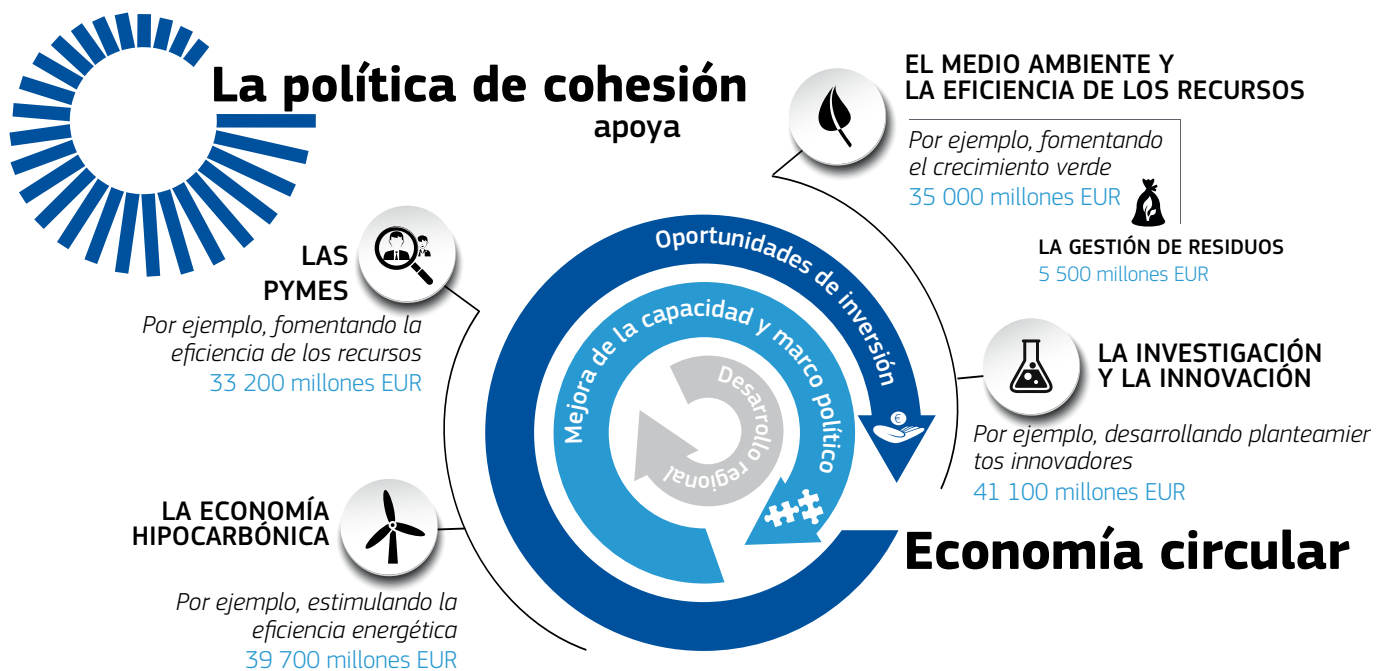 La política de cohesión
apoya
EL MEDIO AMBIENTE Y
LA EFICIENCIA DE LOS RECURSOS
Por ejemplo, fomentando
el crecimiento verde
35 000 millones EUR
LA GESTIÓN DE RESIDUOS
5 500 millones EUR
LAS
PYMES
Por ejemplo, fomentando la
eficiencia de los recursos
33 200 millones EUR
Oportunidades de inversión
€
Mejora de la capacidad y marco político
Desarrollo regional
LA INVESTIGACIÓN
Y LA INNOVACIÓN
Por ejemplo, desarrollando planteamier
tos innovadores
41 100 millones EUR
LA ECONOMÍA
HIPOCARBÓNICA
Por ejemplo, estimulando la
eficiencia energética
39 700 millones EUR
Economía circular